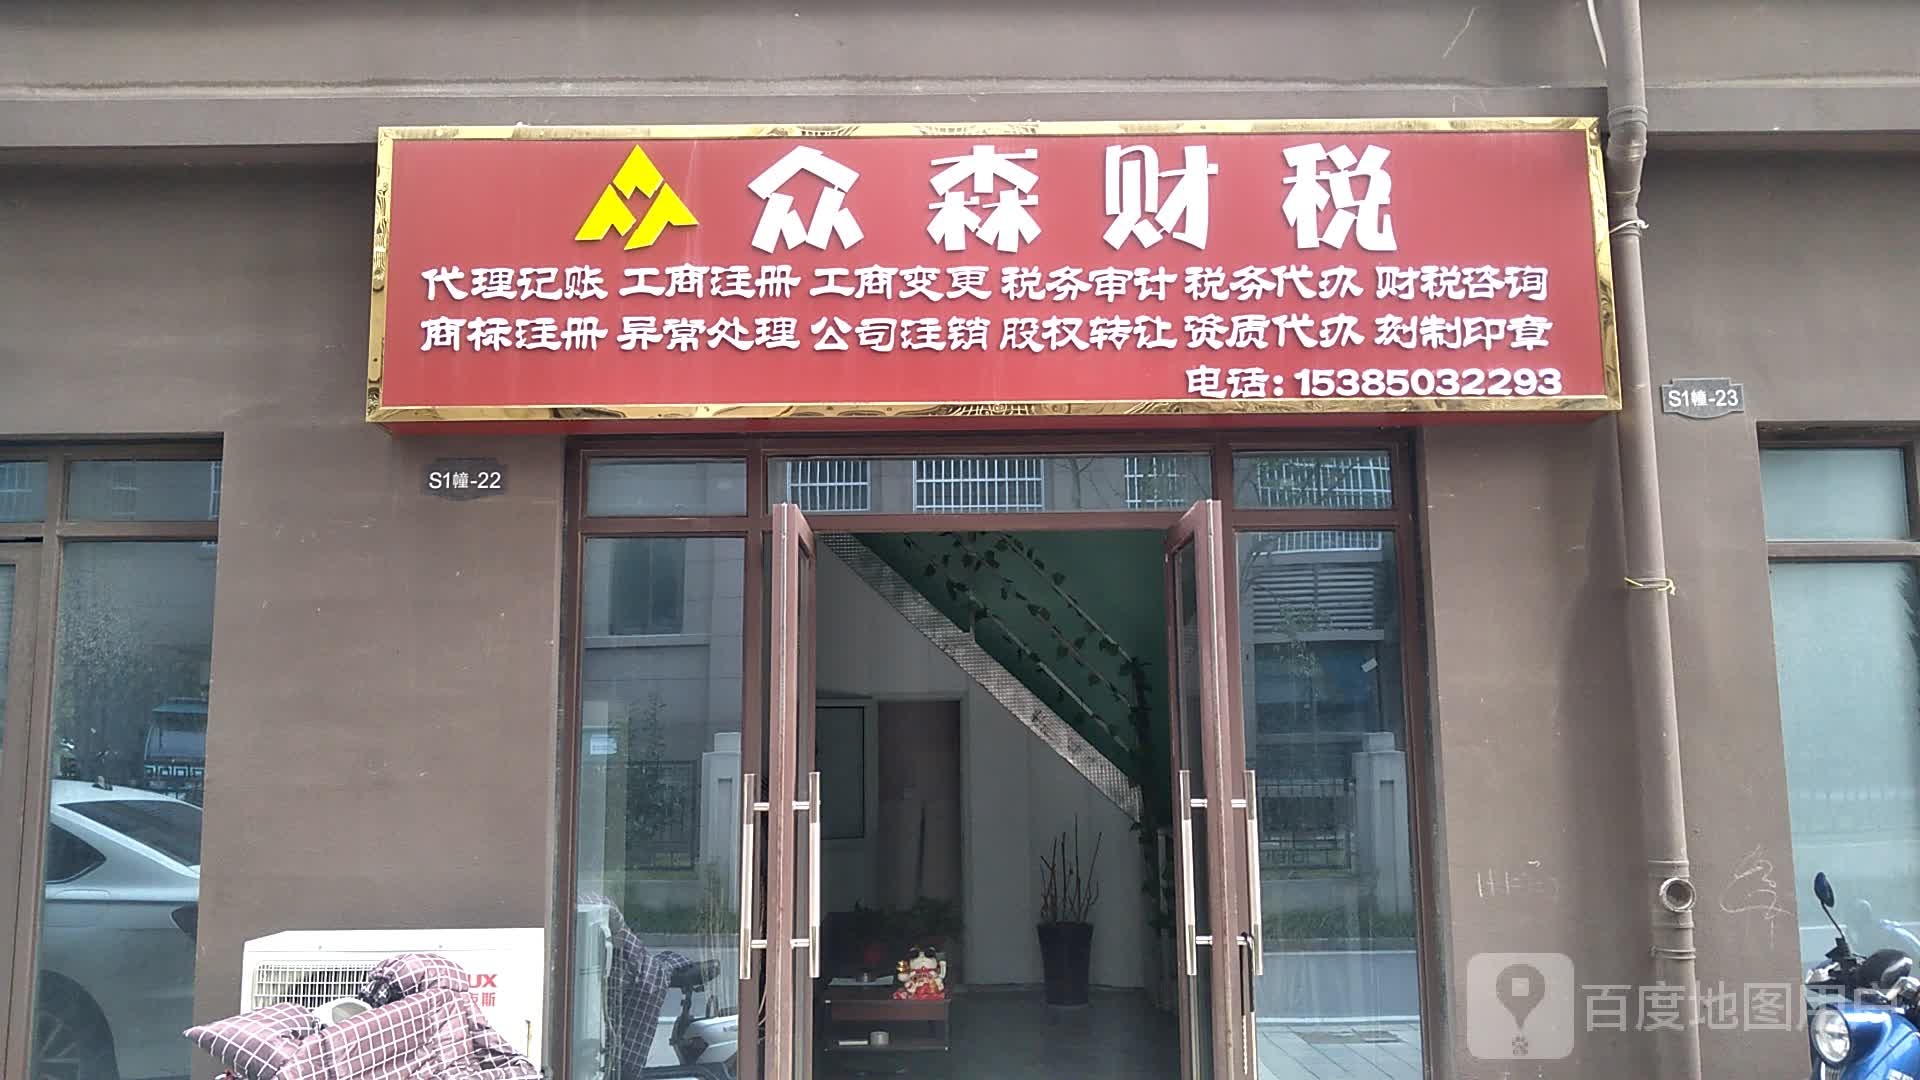 众森财税
代理记账 工商注册 工商变更 税务审计 税务代办 财税咨询
商标注册 异常处理 公司注销 股权转让 资质代办 刻制印章
电话: 15385032293
S1幢-23
S1幢-22
UX
克斯
百度地图用户